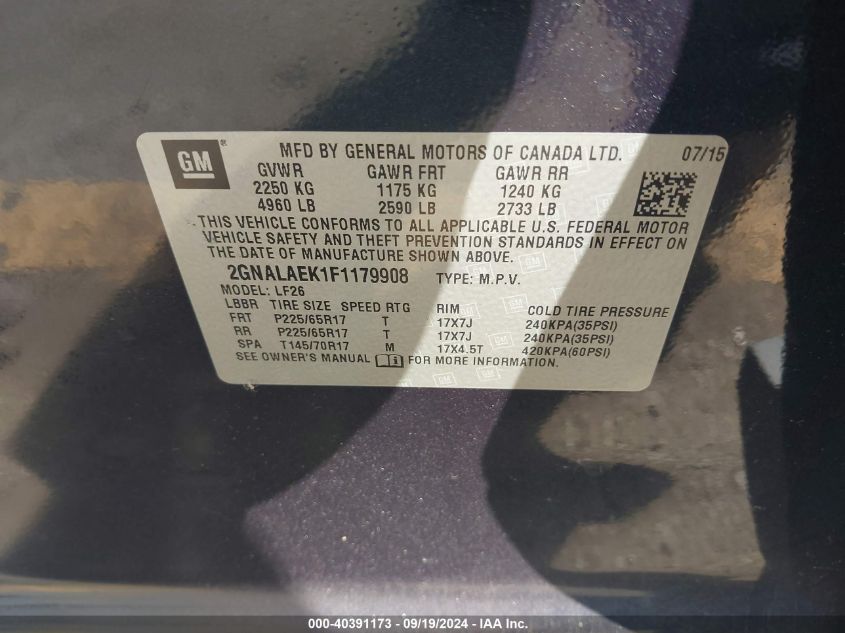 GM ® MFD BY GENERAL MOTORS OF CANADA LTD. 07/15
GVWR GAWR FRT GAWR RR
2250 KG 1175 KG 1240 KG
4960 LB 2590 LB 2733 LB
THIS VEHICLE CONFORMS TO ALL APPLICABLE U.S. FEDERAL MOTOR
VEHICLE SAFETY AND THEFT PREVENTION STANDARDS IN EFFECT ON
THE DATE OF MANUFACTURE SHOWN ABOVE.
2GNALAEK1F1179908 TYPE: M.P.V.
MODEL: LF26
LBBR TIRE SIZE SPEED RTG RIM COLD TIRE PRESSURE
FRT P225/65R17 T 17X7J 240KPA(35PSI)
RR P225/65R17 T 17X7J 240KPA(35PSI)
SPA T145/70R17 M 17X4.5T 420KPA(60PSI)
SEE OWNER'S MANUAL i FOR MORE INFORMATION.
000-40391173 - 09/19/2024 - IAA Inc.